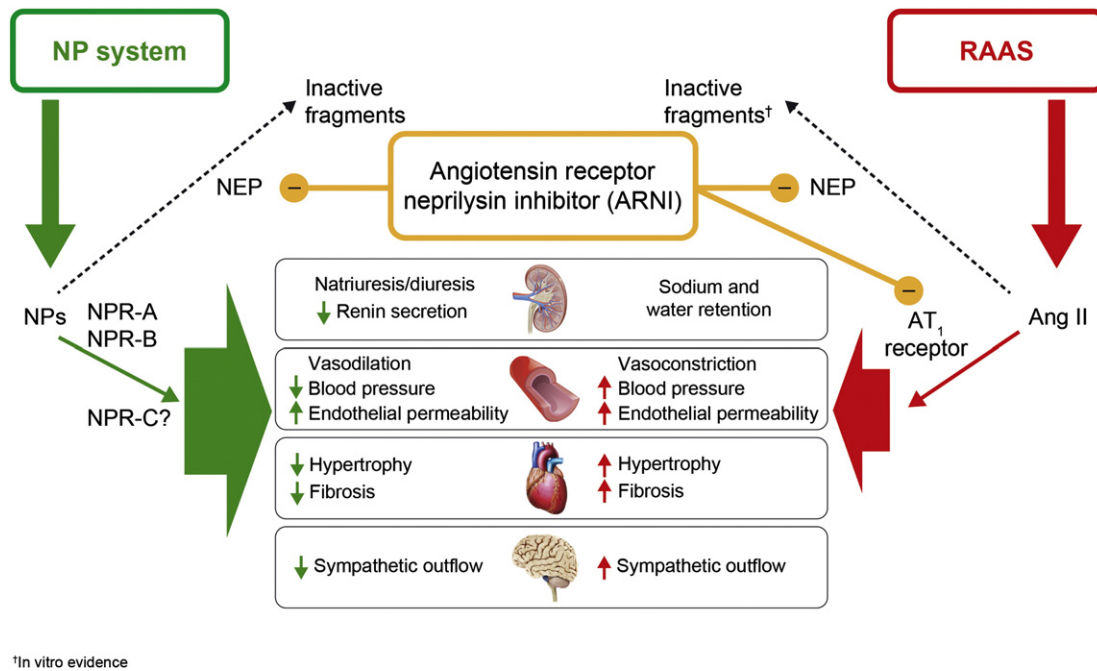 NP system
RAAS
Inactive
fragments
Inactive
fragments†
Angiotensin receptor
neprilysin inhibitor (ARNI)
NEP
−
−
NEP
−
NPs
NPR-A
NPR-B
NPR-C?
AT₁
receptor
Ang II
Natriuresis/diuresis
Renin secretion
Sodium and
water retention
Vasodilation
Blood pressure
Endothelial permeability
Vasoconstriction
Blood pressure
Endothelial permeability
Hypertrophy
Fibrosis
Hypertrophy
Fibrosis
Sympathetic outflow
Sympathetic outflow
†In vitro evidence